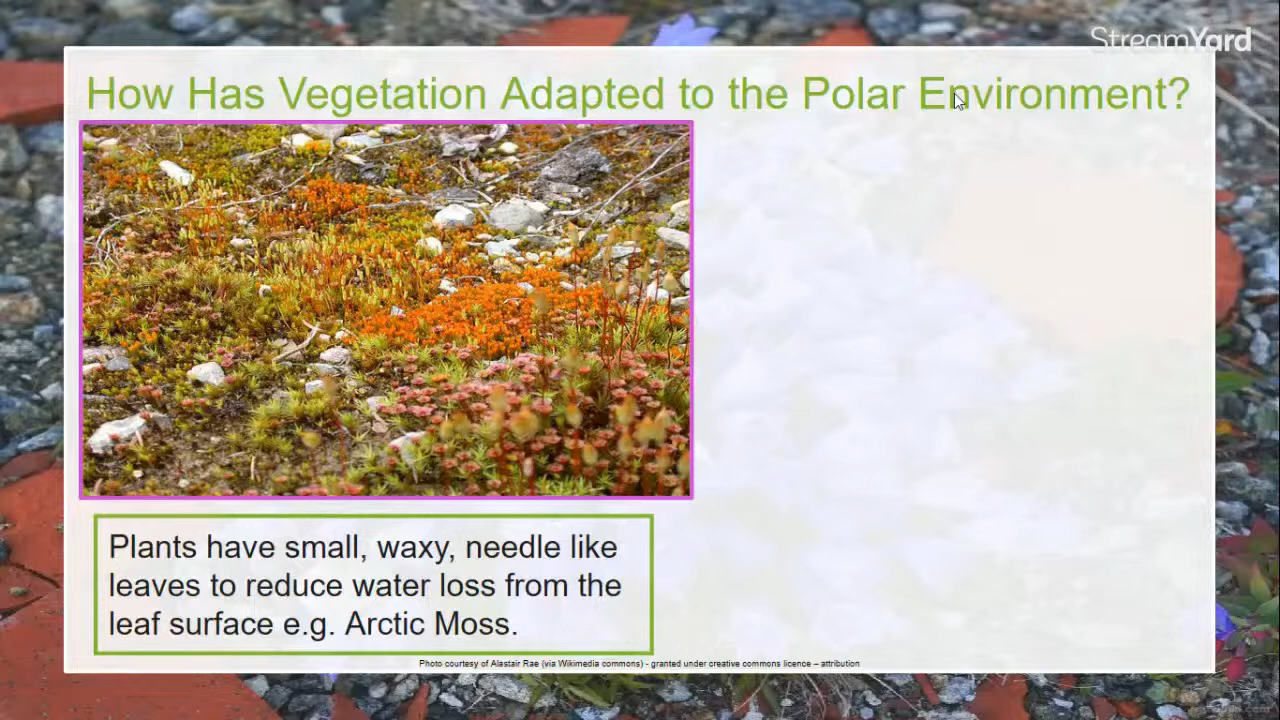 StreamYard
How Has Vegetation Adapted to the Polar Environment?
Plants have small, waxy, needle like
leaves to reduce water loss from the
leaf surface e.g. Arctic Moss.
Photo courtesy of Alastair Rae (via Wikimedia commons) - granted under creative commons licence – attribution